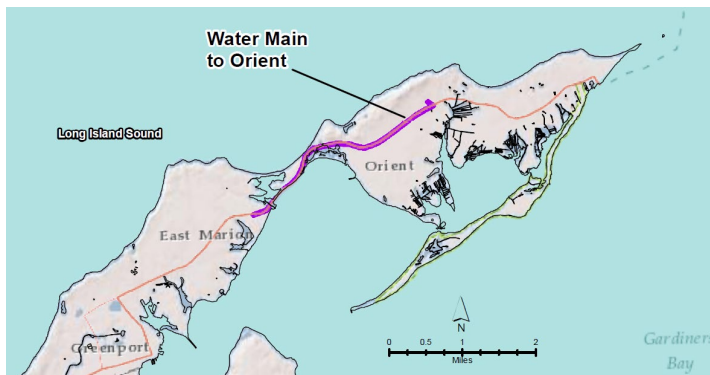 Water Main
to Orient
Long Island Sound
Orient
East Marion
Greenport
N
0 0.5 1 2
Miles
Gardiners
Bay